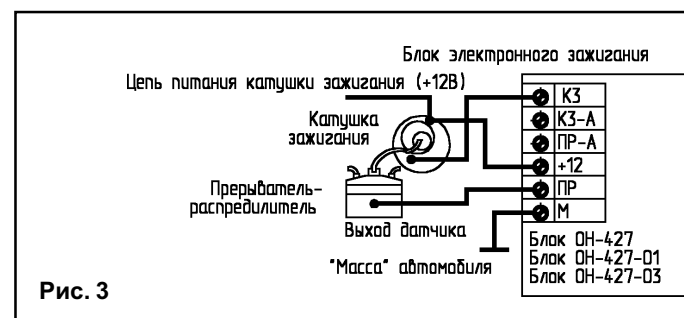 Блок электронного зажигания
Цепь питания катушки зажигания (+12В)
Катушка
зажигания
Прерыватель-
распредилитель
Выход датчика
"Масса" автомобиля
КЗ
КЗ-А
ПР-А
+12
ПР
М
Блок ОН-427
Блок ОН-427-01
Блок ОН-427-03
Рис. 3